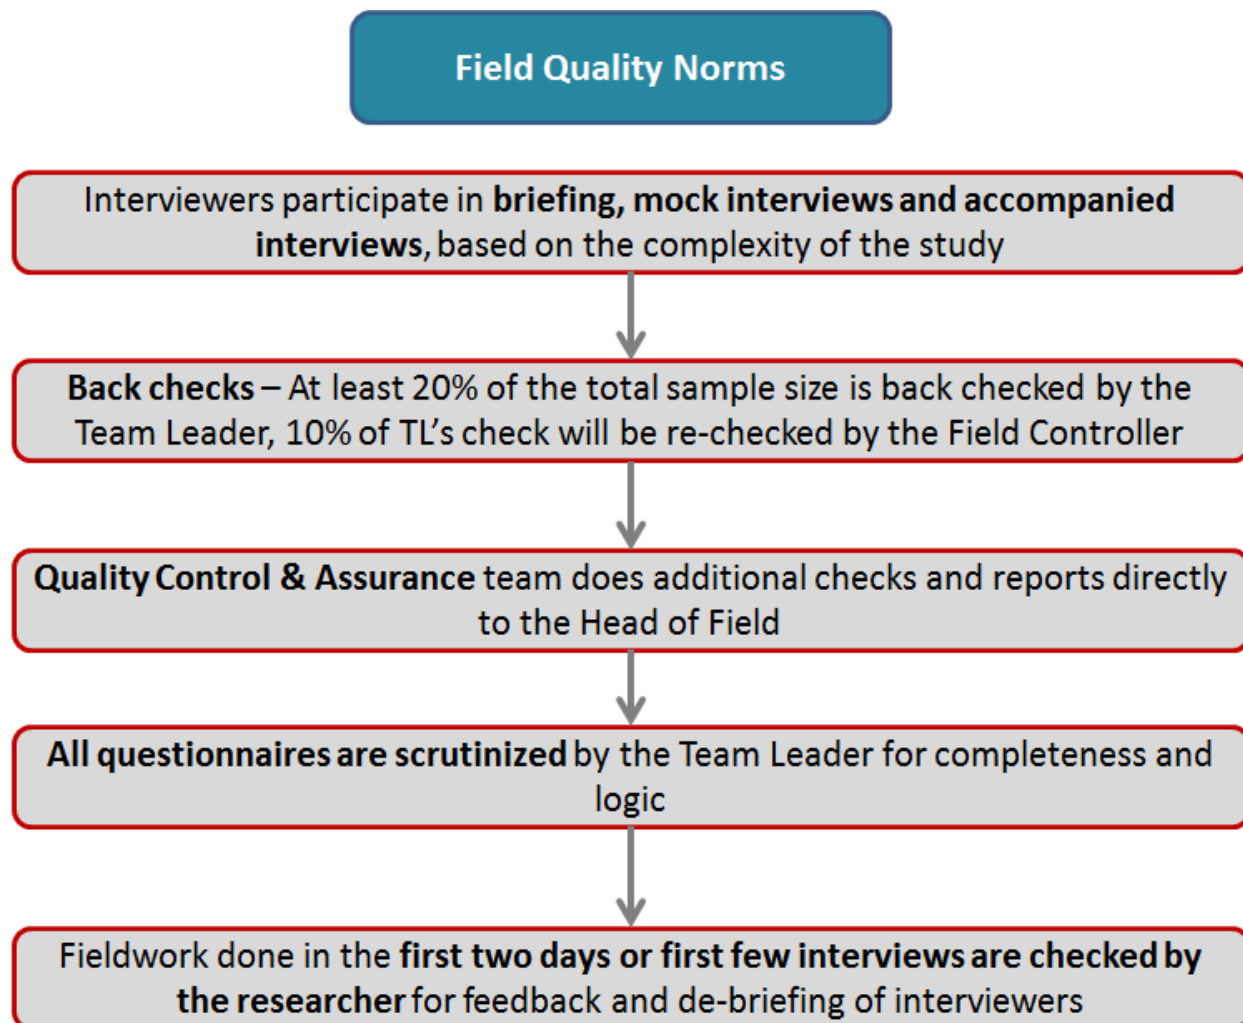 Field Quality Norms
Interviewers participate in briefing, mock interviews and accompanied
interviews, based on the complexity of the study
Back checks – At least 20% of the total sample size is back checked by the
Team Leader, 10% of TL's check will be re-checked by the Field Controller
Quality Control & Assurance team does additional checks and reports directly
to the Head of Field
All questionnaires are scrutinized by the Team Leader for completeness and
logic
Fieldwork done in the first two days or first few interviews are checked by
the researcher for feedback and de-briefing of interviewers